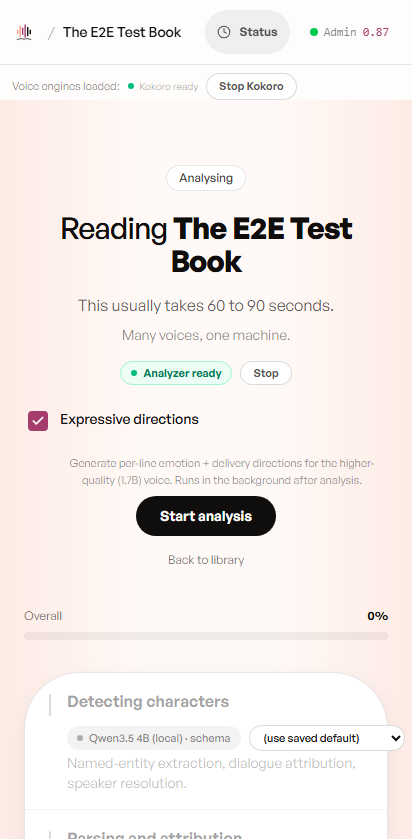 / The E2E Test Book Status Admin 0.87
Voice engines loaded: Kokoro ready Stop Kokoro
Analysing
Reading The E2E Test
Book
This usually takes 60 to 90 seconds.
Many voices, one machine.
Analyzer ready Stop
Expressive directions
Generate per-line emotion + delivery directions for the higher-
quality (1.7B) voice. Runs in the background after analysis.
Start analysis
Back to library
Overall 0%
Detecting characters
Qwen3.5 4B (local) · schema (use saved default)
Named-entity extraction, dialogue attribution,
speaker resolution.
Parsing and attribution